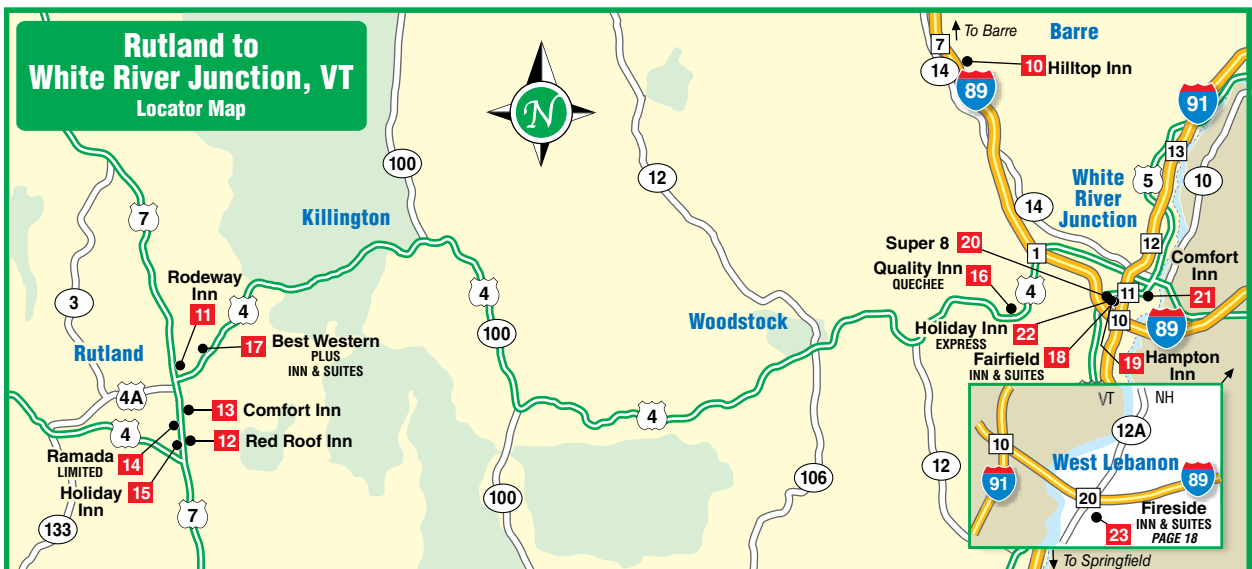 Rutland to
White River Junction, VT
Locator Map
N
To Barre
Barre
7
14
10 Hilltop Inn
89
91
13
5
10
White
River
Junction
100
12
14
7
Killington
12
Super 8 20
1
Comfort
Inn
21
Quality Inn
QUECHEE
16
4
11
Rodeway
Inn
11
4
3
4
100
Woodstock
Holiday Inn
EXPRESS
22
10
89
Rutland
17 Best Western
PLUS
INN & SUITES
Fairfield
INN & SUITES
18
19 Hampton
Inn
4A
13 Comfort Inn
4
4
12 Red Roof Inn
Ramada
LIMITED
14
Holiday
Inn
15
VT
NH
12A
10
West Lebanon
91
89
20
Fireside
INN & SUITES
PAGE 18
23
12
106
100
133
7
To Springfield